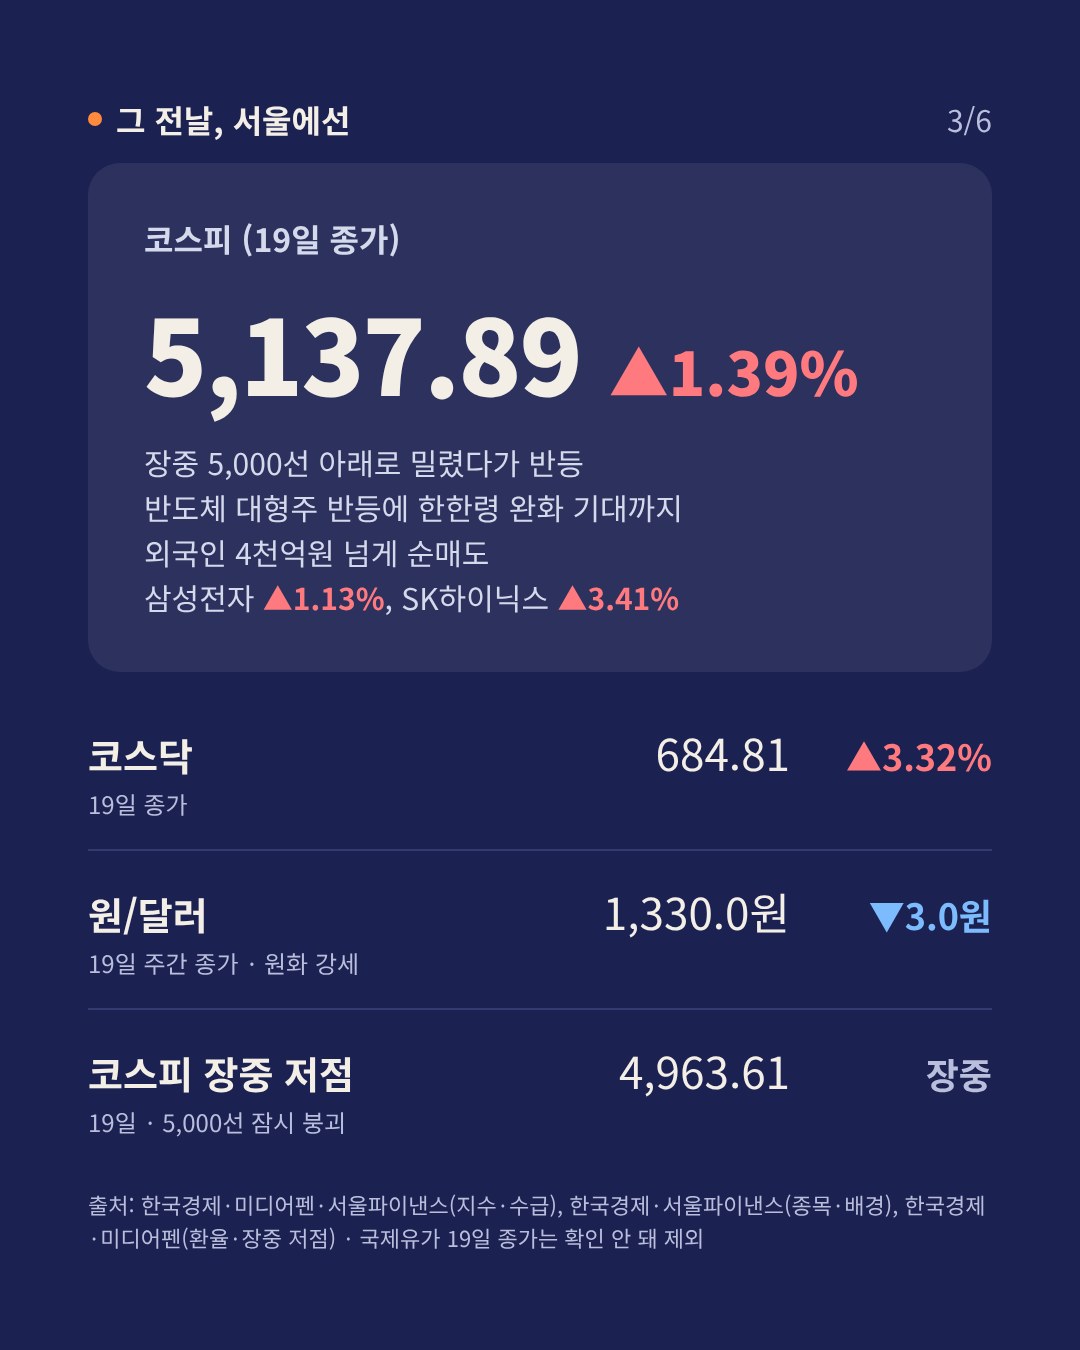 그 전날, 서울에선
3/6
코스피 (19일 종가)
5,137.89 ▲1.39%
장중 5,000선 아래로 밀렸다가 반등
반도체 대형주 반등에 한한령 완화 기대까지
외국인 4천억원 넘게 순매도
삼성전자 ▲1.13%, SK하이닉스 ▲3.41%
코스닥 684.81 ▲3.32%
19일 종가
원/달러 1,330.0원 ▼3.0원
19일 주간 종가 · 원화 강세
코스피 장중 저점 4,963.61 장중
19일 · 5,000선 잠시 붕괴
출처: 한국경제·미디어펜·서울파이낸스(지수·수급), 한국경제·서울파이낸스(종목·배경), 한국경제
·미디어펜(환율·장중 저점) · 국제유가 19일 종가는 확인 안 돼 제외